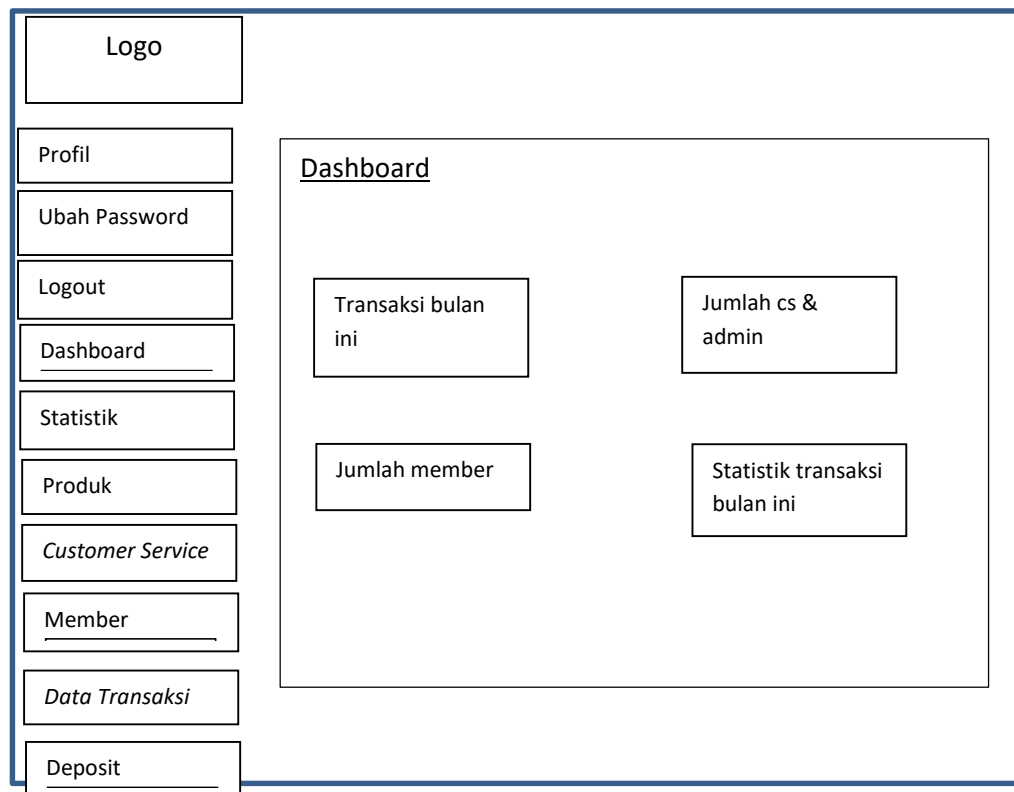 Logo
Profil
Ubah Password
Logout
Dashboard
Statistik
Produk
Customer Service
Member
Data Transaksi
Deposit
Dashboard
Transaksi bulan
ini
Jumlah cs &
admin
Jumlah member
Statistik transaksi
bulan ini